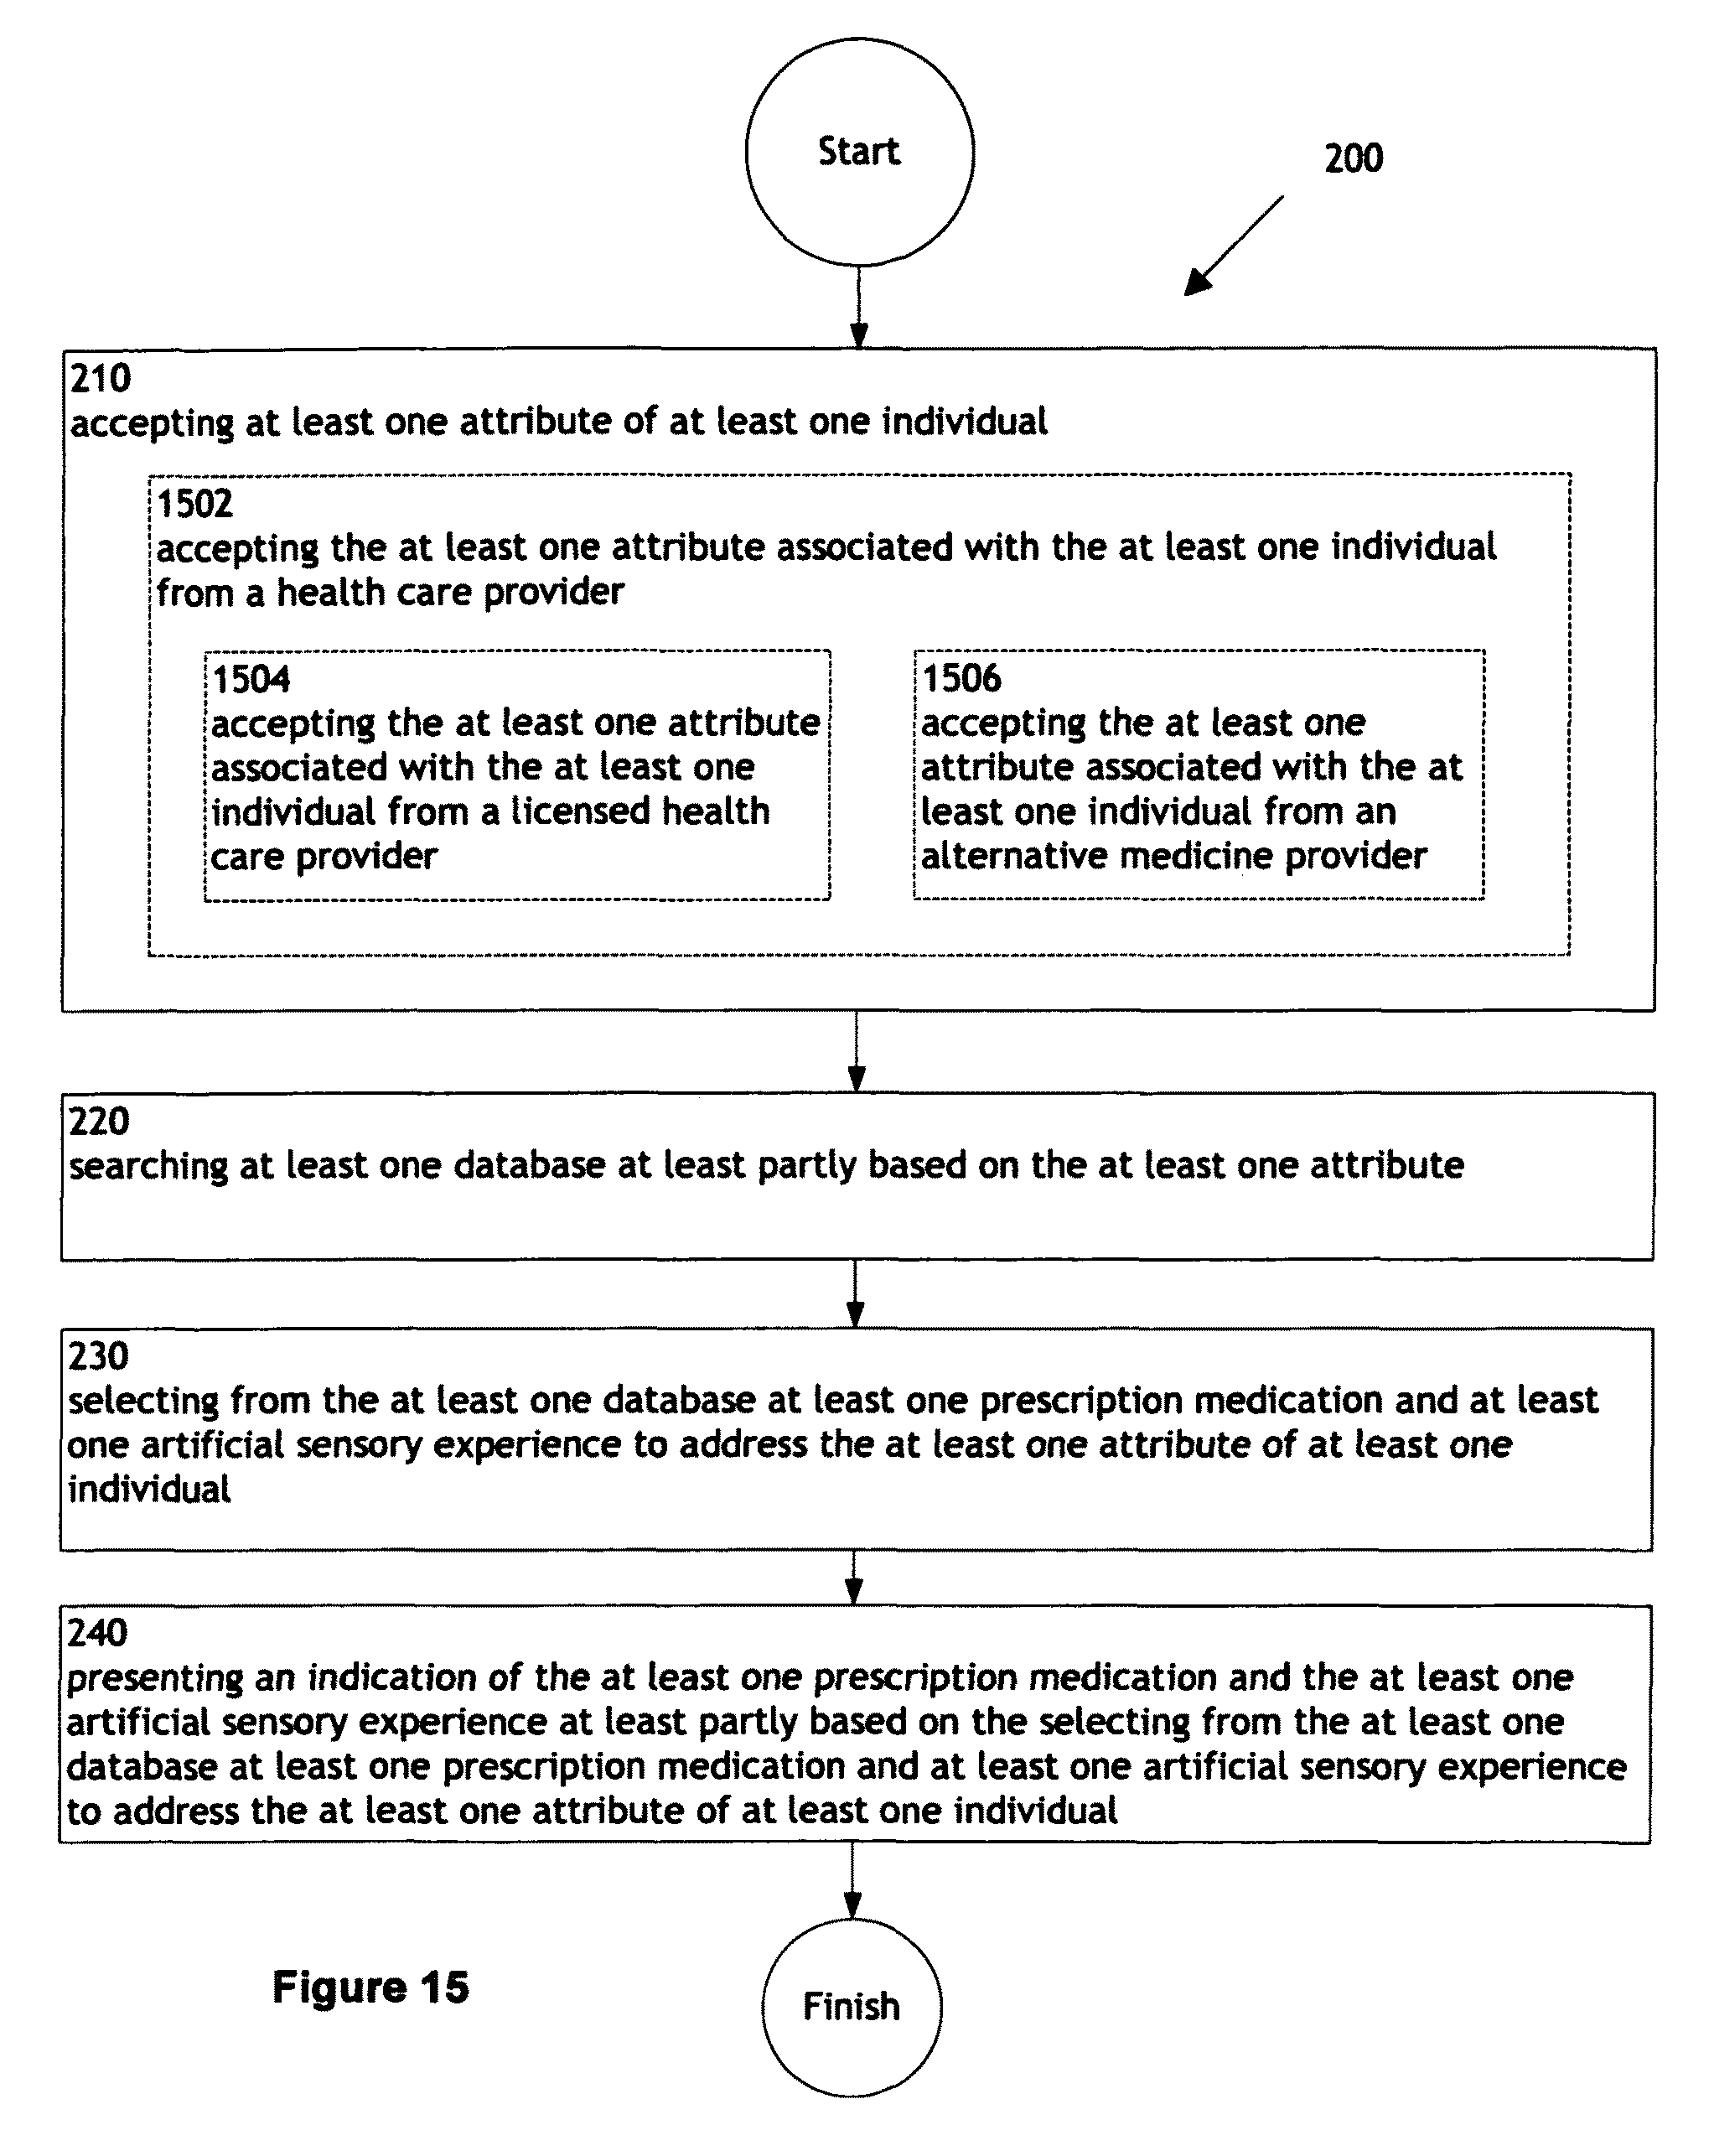 Start
200
210
accepting at least one attribute of at least one individual
1502
accepting the at least one attribute associated with the at least one individual
from a health care provider
1504
accepting the at least one attribute
associated with the at least one
individual from a licensed health
care provider
1506
accepting the at least one
attribute associated with the at
least one individual from an
alternative medicine provider
220
searching at least one database at least partly based on the at least one attribute
230
selecting from the at least one database at least one prescription medication and at least
one artificial sensory experience to address the at least one attribute of at least one
individual
240
presenting an indication of the at least one prescription medication and the at least one
artificial sensory experience at least partly based on the selecting from the at least one
database at least one prescription medication and at least one artificial sensory experience
to address the at least one attribute of at least one individual
Figure 15
Finish